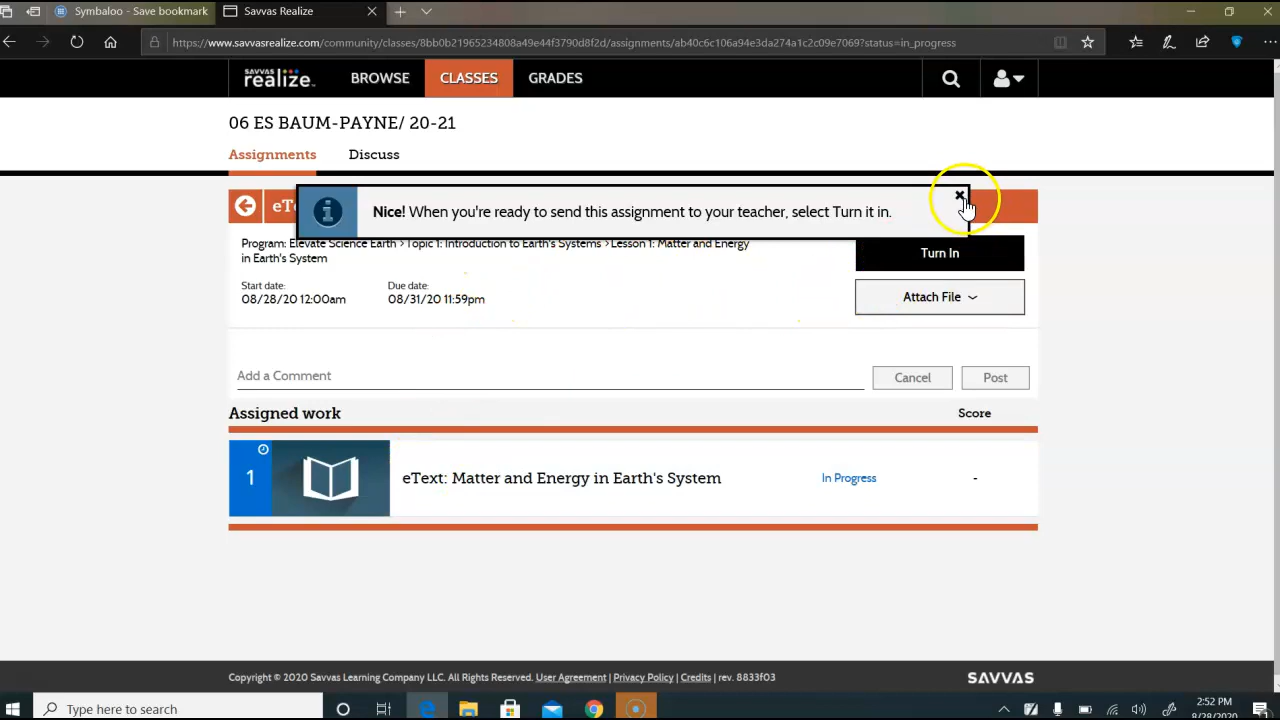 Symbaloo - Save bookmark
Savvas Realize
https://www.savvasrealize.com/community/classes/8bb0b21965234808a49e44f3790d8f2d/assignments/ab40c6c106a94e3da274a1c2c09e7069?status=in_progress
SAVVAS
realize
BROWSE
CLASSES
GRADES
06 ES BAUM-PAYNE/ 20-21
Assignments
Discuss
Nice! When you're ready to send this assignment to your teacher, select Turn it in.
Program: Elevate Science Earth > Topic 1: Introduction to Earth's Systems > Lesson 1: Matter and Energy
in Earth's System
Turn In
Start date:
08/28/20 12:00am
Due date:
08/31/20 11:59pm
Attach File
Add a Comment
Cancel
Post
Assigned work
Score
1
eText: Matter and Energy in Earth's System
In Progress
-
Copyright © 2020 Savvas Learning Company LLC. All Rights Reserved. User Agreement | Privacy Policy | Credits | rev. 8833f03
SAVVAS
Type here to search
2:52 PM
8/28/2020